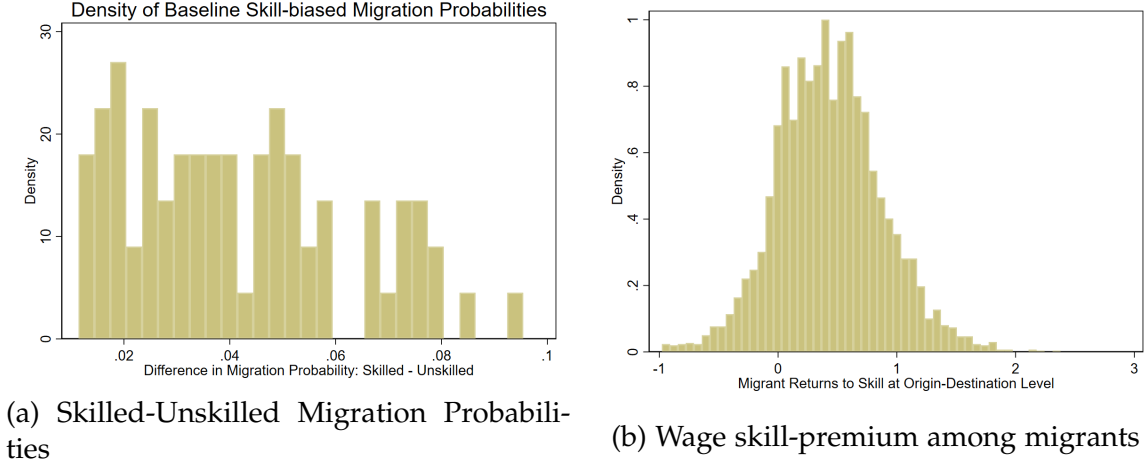 Density of Baseline Skill-biased Migration Probabilities
30
20
10
0
Density
.02 .04 .06 .08 .1
Difference in Migration Probability: Skilled - Unskilled
(a) Skilled-Unskilled Migration Probabili-
ties
1
.8
.6
.4
.2
0
Density
-1 0 1 2 3
Migrant Returns to Skill at Origin-Destination Level
(b) Wage skill-premium among migrants